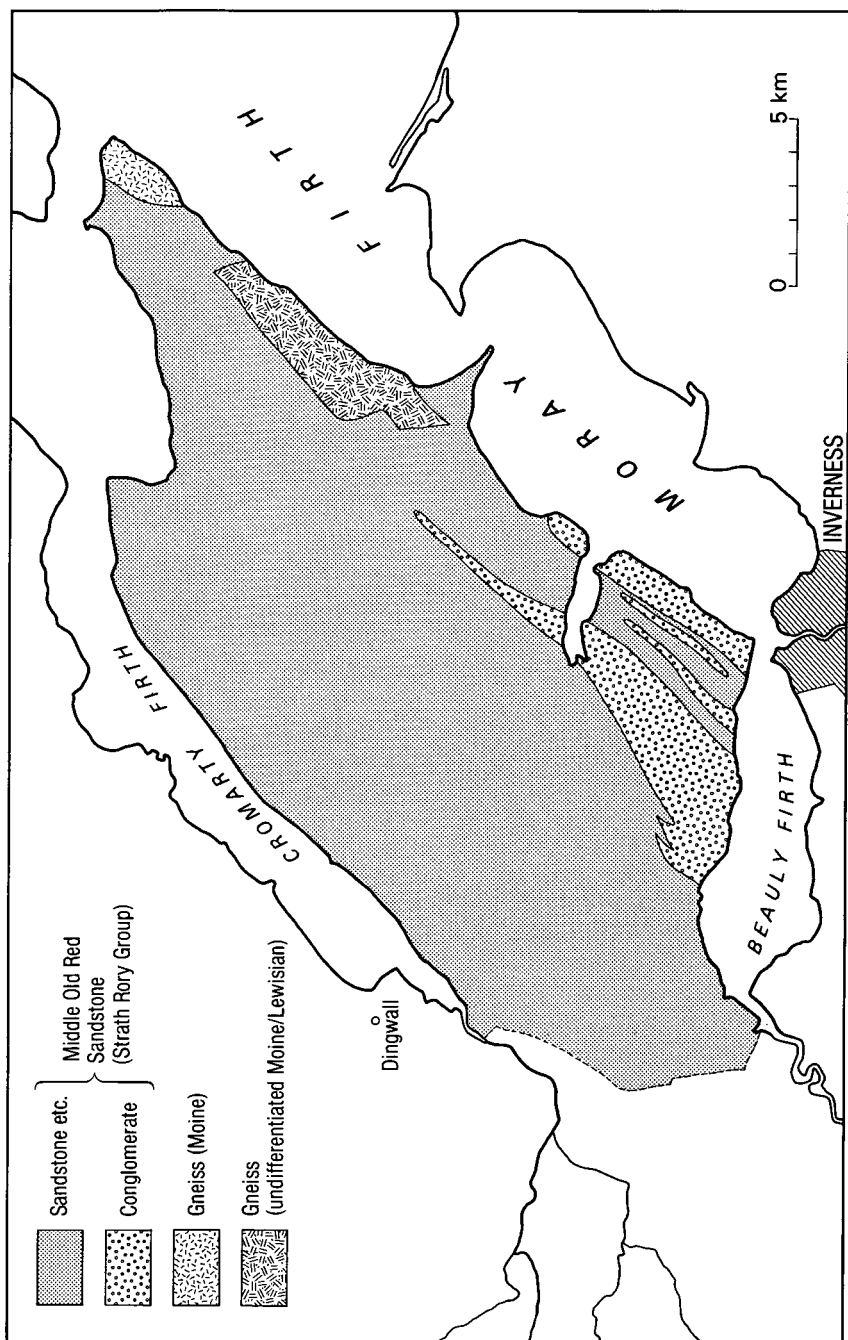 Sandstone etc.
Conglomerate
Middle Old Red
Sandstone
(Strath Rory Group)
Gneiss (Moine)
Gneiss
(undifferentiated Moine/Lewisian)
CROMARTY FIRTH
Dingwall
MORAY FIRTH
BEAULY FIRTH
INVERNESS
0 5 km